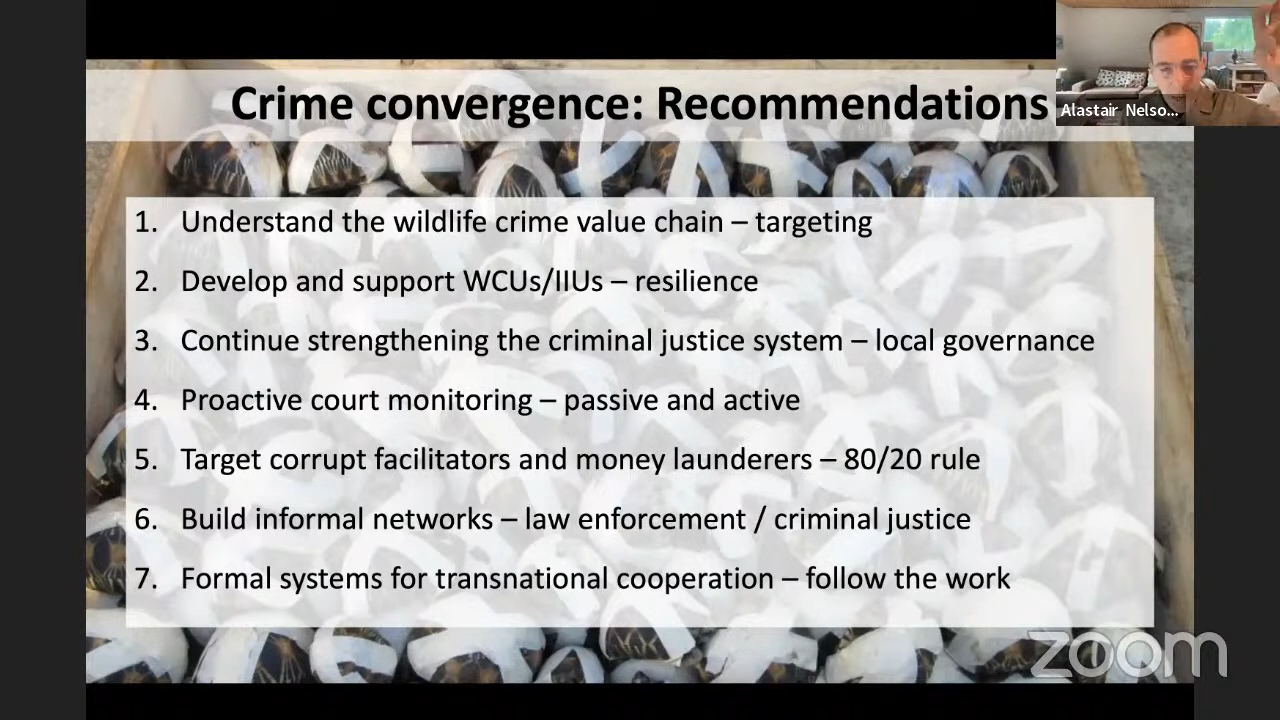 Crime convergence: Recommendations
Alastair Nelso...
1. Understand the wildlife crime value chain – targeting
2. Develop and support WCUs/IIUs – resilience
3. Continue strengthening the criminal justice system – local governance
4. Proactive court monitoring – passive and active
5. Target corrupt facilitators and money launderers – 80/20 rule
6. Build informal networks – law enforcement / criminal justice
7. Formal systems for transnational cooperation – follow the work
zoom